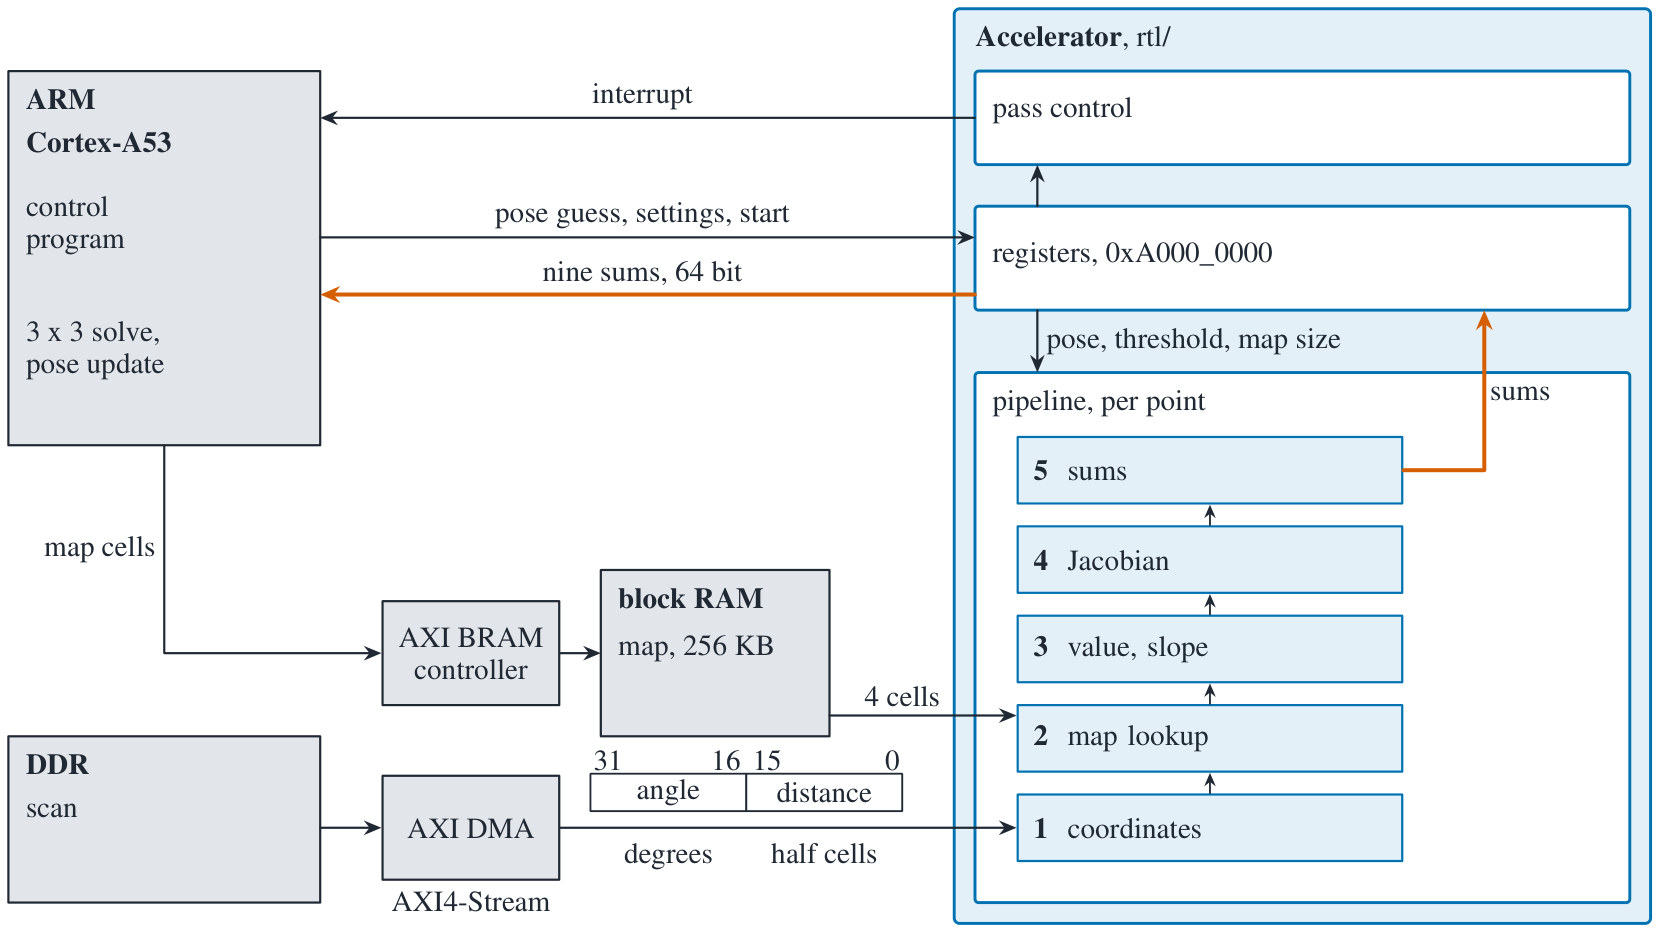 Accelerator, rtl/
ARM
Cortex-A53
control
program
3 x 3 solve,
pose update
interrupt
pass control
pose guess, settings, start
registers, 0xA000_0000
nine sums, 64 bit
pose, threshold, map size
sums
pipeline, per point
5 sums
4 Jacobian
3 value, slope
2 map lookup
1 coordinates
map cells
AXI BRAM
controller
block RAM
map, 256 KB
4 cells
31 16 15 0
angle distance
degrees half cells
DDR
scan
AXI DMA
AXI4-Stream